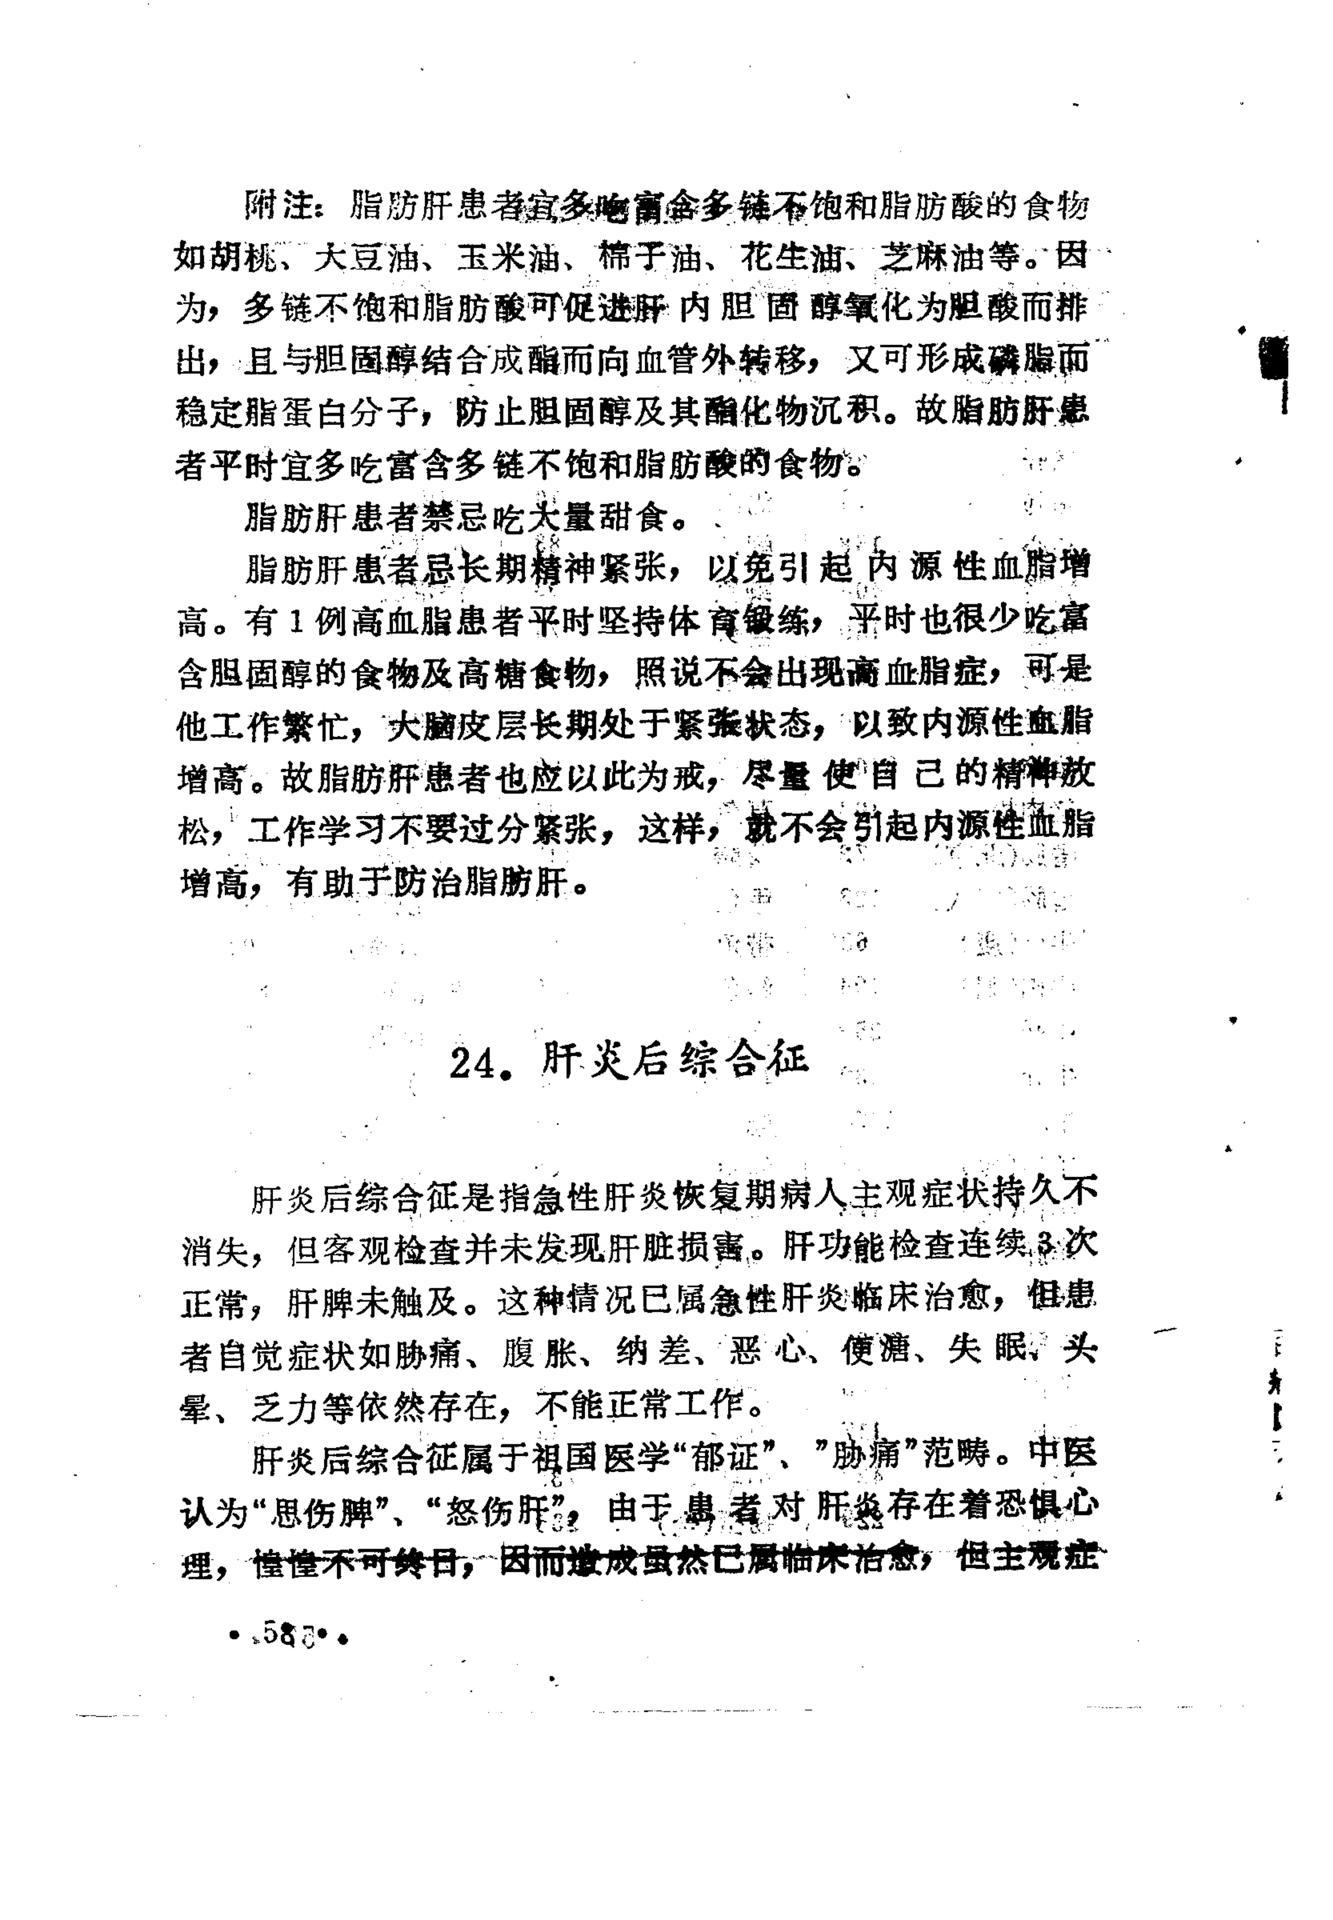 附注：脂肪肝患者宜多吃富含多链不饱和脂肪酸的食物
如胡桃、大豆油、玉米油、棉子油、花生油、芝麻油等。因
为，多链不饱和脂肪酸可促进肝内胆固醇氧化为胆酸而排
出，且与胆固醇结合成酯而向血管外转移，又可形成磷脂而
稳定脂蛋白分子，防止胆固醇及其酯化物沉积。故脂肪肝患
者平时宜多吃富含多链不饱和脂肪酸的食物。
脂肪肝患者禁忌吃大量甜食。
脂肪肝患者忌长期精神紧张，以免引起内源性血脂增
高。有1例高血脂患者平时坚持体育锻练，平时也很少吃富
含胆固醇的食物及高糖食物，照说不会出现高血脂症，可是
他工作繁忙，大脑皮层长期处于紧张状态，以致内源性血脂
增高。故脂肪肝患者也应以此为戒，尽量使自己的精神放
松，工作学习不要过分紧张，这样，就不会引起内源性血脂
增高，有助于防治脂肪肝。
24．肝炎后综合征
肝炎后综合征是指急性肝炎恢复期病人主观症状持久不
消失，但客观检查并未发现肝脏损害。肝功能检查连续3次
正常，肝脾未触及。这种情况已属急性肝炎临床治愈，但患
者自觉症状如胁痛、腹胀、纳差、恶心、便溏、失眠、头
晕、乏力等依然存在，不能正常工作。
肝炎后综合征属于祖国医学“郁证”、”胁痛”范畴。中医
认为“思伤脾”、“怒伤肝”，由于患者对肝炎存在着恐惧心
理，惶惶不可终日，因而造成虽然已属临床治愈，但主观症